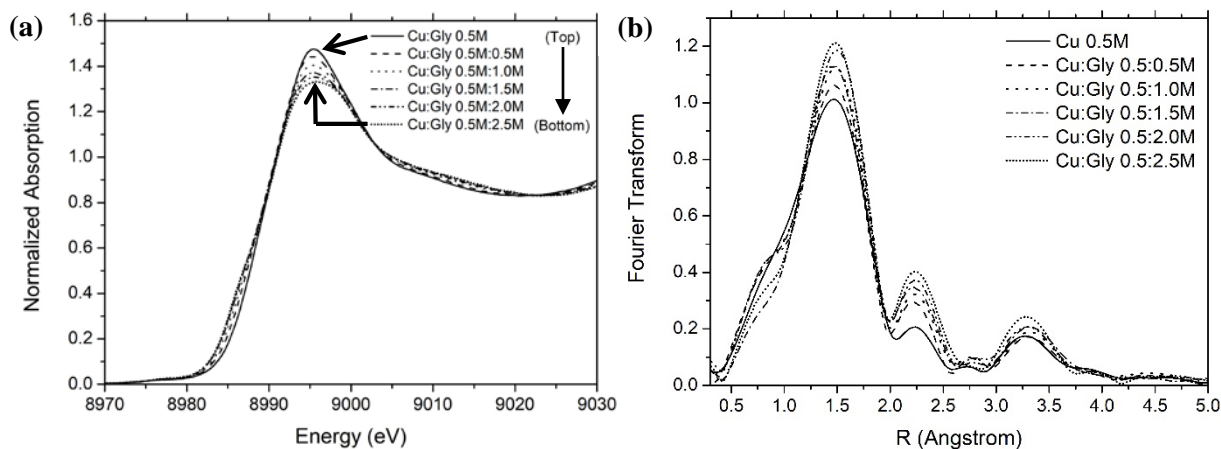 (a)
1.6
1.4
1.2
1.0
0.8
0.6
0.4
0.2
0.0
Normalized Absorption
Cu:Gly 0.5M
Cu:Gly 0.5M:0.5M
Cu:Gly 0.5M:1.0M
Cu:Gly 0.5M:1.5M
Cu:Gly 0.5M:2.0M
Cu:Gly 0.5M:2.5M
(Top)
(Bottom)
8970 8980 8990 9000 9010 9020 9030
Energy (eV)
(b)
1.2
1.0
0.8
0.6
0.4
0.2
0.0
Fourier Transform
Cu 0.5M
Cu:Gly 0.5:0.5M
Cu:Gly 0.5:1.0M
Cu:Gly 0.5:1.5M
Cu:Gly 0.5:2.0M
Cu:Gly 0.5:2.5M
0.5 1.0 1.5 2.0 2.5 3.0 3.5 4.0 4.5 5.0
R (Angstrom)